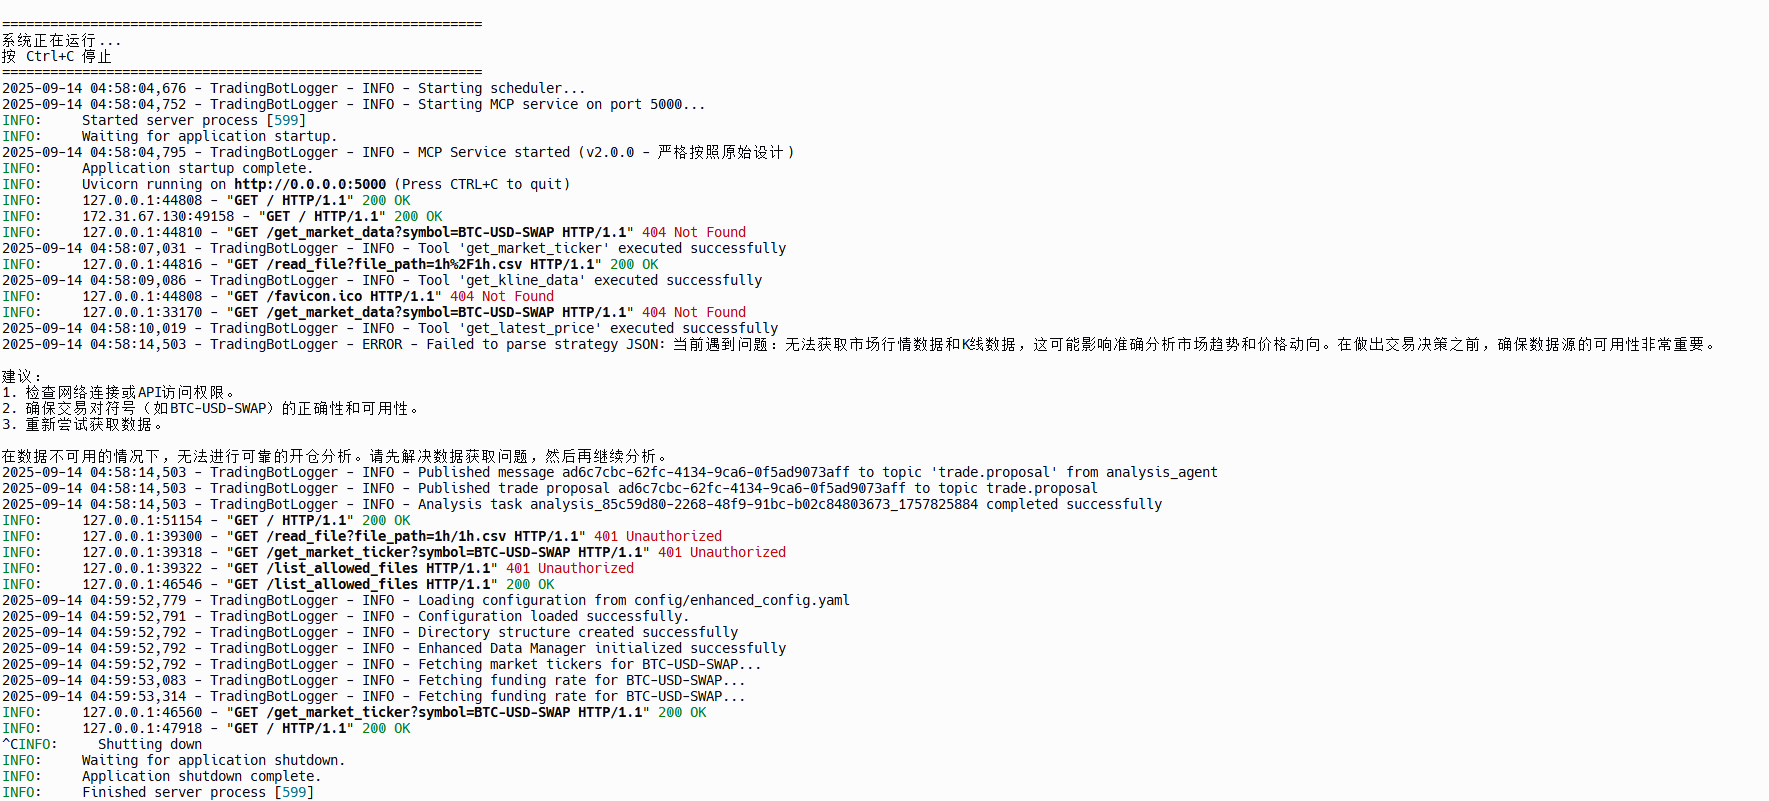 ============================================================
系统正在运行...
按 Ctrl+C 停止
============================================================
2025-09-14 04:58:04,676 - TradingBotLogger - INFO - Starting scheduler...
2025-09-14 04:58:04,752 - TradingBotLogger - INFO - Starting MCP service on port 5000...
INFO:     Started server process [599]
INFO:     Waiting for application startup.
2025-09-14 04:58:04,795 - TradingBotLogger - INFO - MCP Service started (v2.0.0 - 严格按照原始设计)
INFO:     Application startup complete.
INFO:     Uvicorn running on http://0.0.0.0:5000 (Press CTRL+C to quit)
INFO:     127.0.0.1:44808 - "GET / HTTP/1.1" 200 OK
INFO:     172.31.67.130:49158 - "GET / HTTP/1.1" 200 OK
INFO:     127.0.0.1:44810 - "GET /get_market_data?symbol=BTC-USD-SWAP HTTP/1.1" 404 Not Found
2025-09-14 04:58:07,031 - TradingBotLogger - INFO - Tool 'get_market_ticker' executed successfully
INFO:     127.0.0.1:44816 - "GET /read_file?file_path=1h%2F1h.csv HTTP/1.1" 200 OK
2025-09-14 04:58:09,086 - TradingBotLogger - INFO - Tool 'get_kline_data' executed successfully
INFO:     127.0.0.1:44808 - "GET /favicon.ico HTTP/1.1" 404 Not Found
INFO:     127.0.0.1:33170 - "GET /get_market_data?symbol=BTC-USD-SWAP HTTP/1.1" 404 Not Found
2025-09-14 04:58:10,019 - TradingBotLogger - INFO - Tool 'get_latest_price' executed successfully
2025-09-14 04:58:14,503 - TradingBotLogger - ERROR - Failed to parse strategy JSON: 当前遇到问题：无法获取市场行情数据和K线数据，这可能影响准确分析市场趋势和价格动向。在做出交易决策之前，确保数据源的可用性非常重要。
建议：
1. 检查网络连接或API访问权限。
2. 确保交易对符号（如BTC-USD-SWAP）的正确性和可用性。
3. 重新尝试获取数据。
在数据不可用的情况下，无法进行可靠的开仓分析。请先解决数据获取问题，然后再继续分析。
2025-09-14 04:58:14,503 - TradingBotLogger - INFO - Published message ad6c7cbc-62fc-4134-9ca6-0f5ad9073aff to topic 'trade.proposal' from analysis_agent
2025-09-14 04:58:14,503 - TradingBotLogger - INFO - Published trade proposal ad6c7cbc-62fc-4134-9ca6-0f5ad9073aff to topic trade.proposal
2025-09-14 04:58:14,503 - TradingBotLogger - INFO - Analysis task analysis_85c59d80-2268-48f9-91bc-b02c84803673_1757825884 completed successfully
INFO:     127.0.0.1:51154 - "GET / HTTP/1.1" 200 OK
INFO:     127.0.0.1:39300 - "GET /read_file?file_path=1h/1h.csv HTTP/1.1" 401 Unauthorized
INFO:     127.0.0.1:39318 - "GET /get_market_ticker?symbol=BTC-USD-SWAP HTTP/1.1" 401 Unauthorized
INFO:     127.0.0.1:39322 - "GET /list_allowed_files HTTP/1.1" 401 Unauthorized
INFO:     127.0.0.1:46546 - "GET /list_allowed_files HTTP/1.1" 200 OK
2025-09-14 04:59:52,779 - TradingBotLogger - INFO - Loading configuration from config/enhanced_config.yaml
2025-09-14 04:59:52,791 - TradingBotLogger - INFO - Configuration loaded successfully.
2025-09-14 04:59:52,792 - TradingBotLogger - INFO - Directory structure created successfully
2025-09-14 04:59:52,792 - TradingBotLogger - INFO - Enhanced Data Manager initialized successfully
2025-09-14 04:59:52,792 - TradingBotLogger - INFO - Fetching market tickers for BTC-USD-SWAP...
2025-09-14 04:59:53,083 - TradingBotLogger - INFO - Fetching funding rate for BTC-USD-SWAP...
2025-09-14 04:59:53,314 - TradingBotLogger - INFO - Fetching funding rate for BTC-USD-SWAP...
INFO:     127.0.0.1:46560 - "GET /get_market_ticker?symbol=BTC-USD-SWAP HTTP/1.1" 200 OK
INFO:     127.0.0.1:47918 - "GET / HTTP/1.1" 200 OK
^CINFO:     Shutting down
INFO:     Waiting for application shutdown.
INFO:     Application shutdown complete.
INFO:     Finished server process [599]